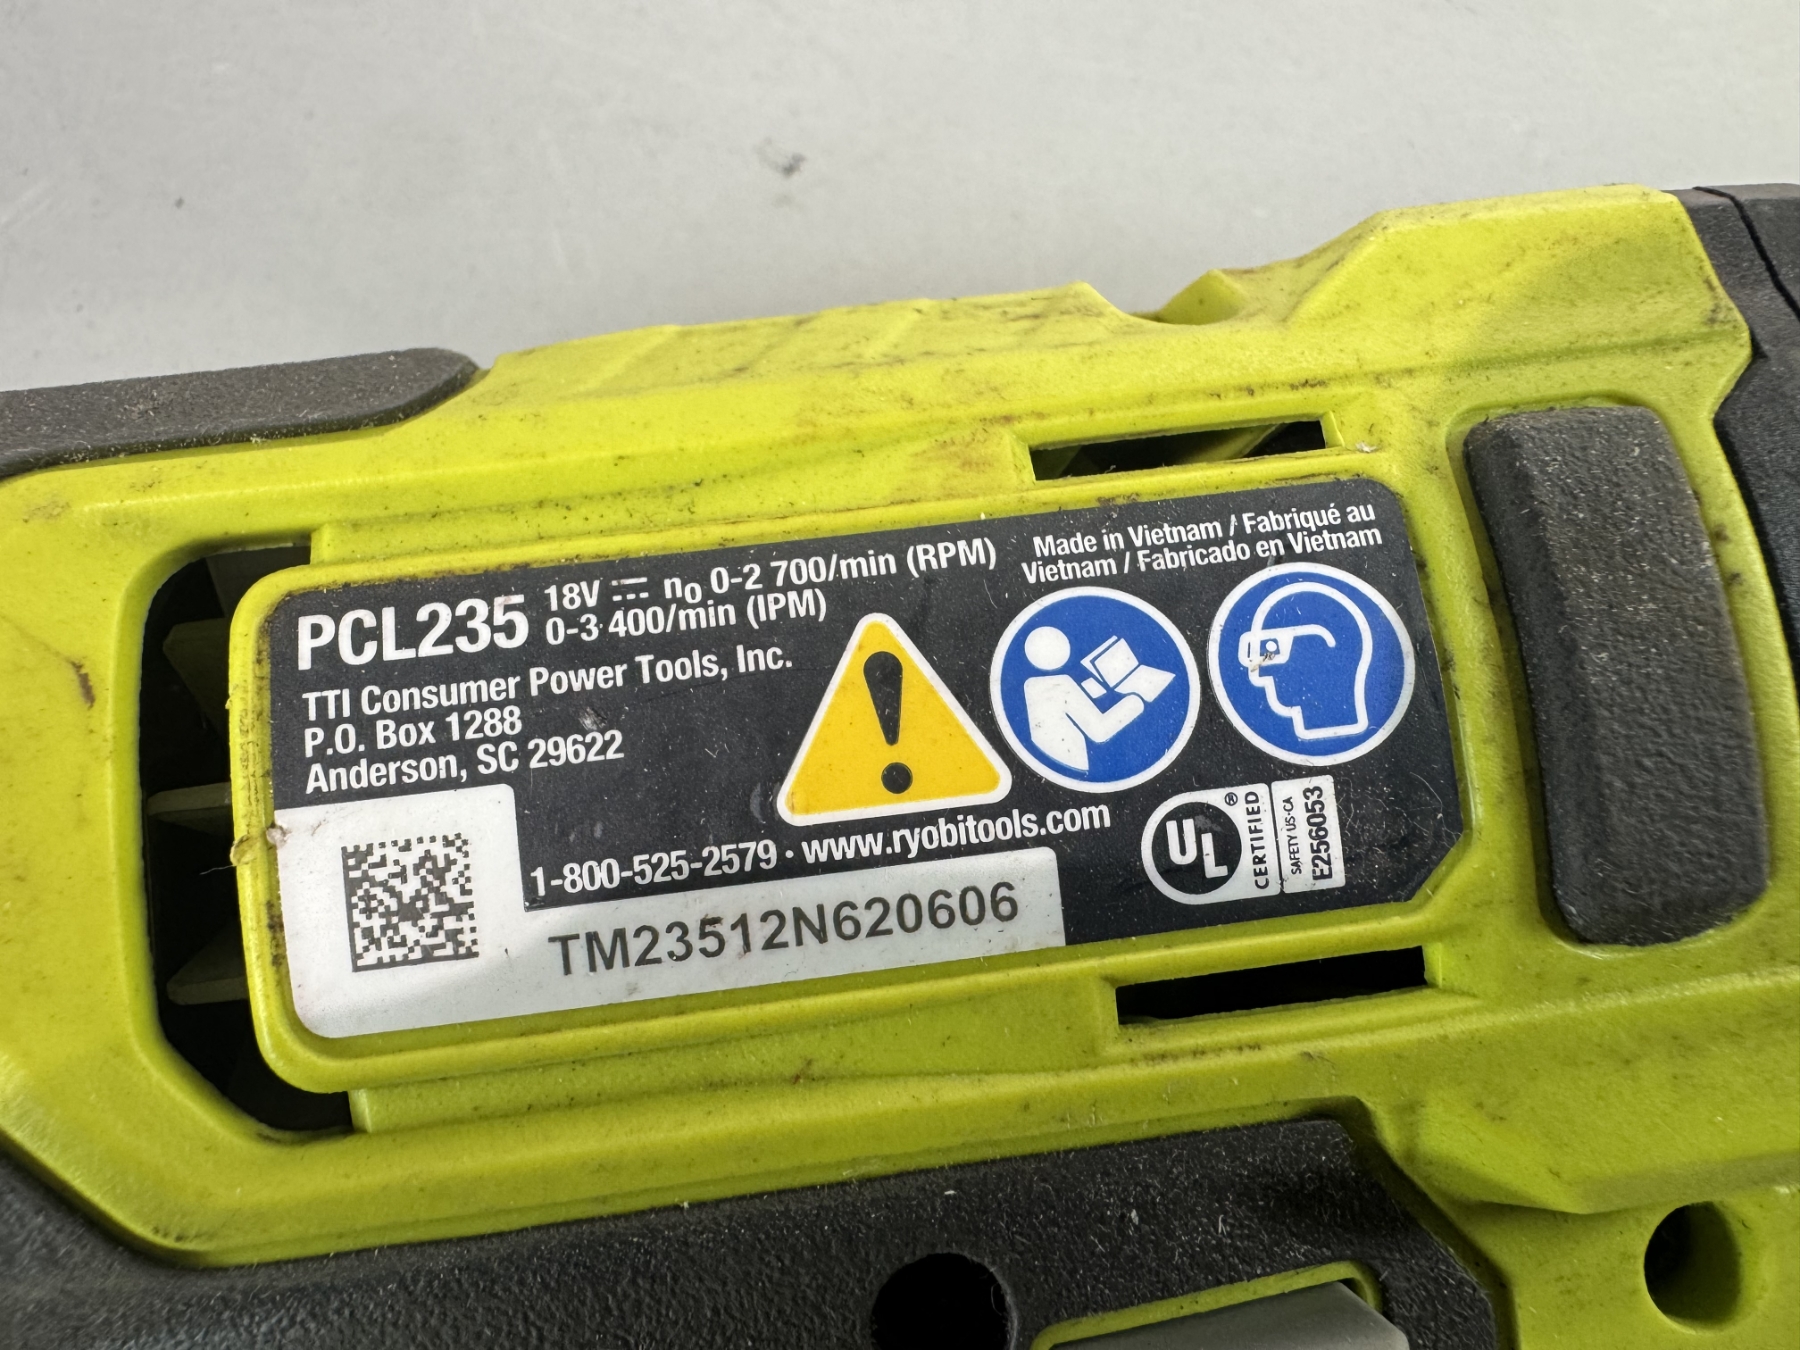 PCL235 18V ⎓ n₀ 0-2 700/min (RPM)
0-3 400/min (IPM)
TTI Consumer Power Tools, Inc.
P.O. Box 1288
Anderson, SC 29622
Made in Vietnam / Fabriqué au
Vietnam / Fabricado en Vietnam
1-800-525-2579 · www.ryobitools.com
TM23512N620606
UL ® CERTIFIED
SAFETY US-CA
E256053